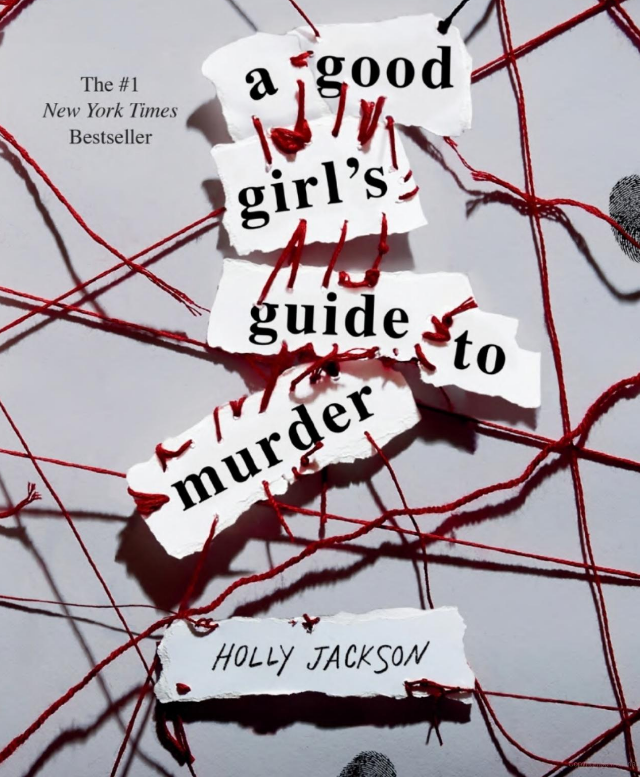 The #1
New York Times
Bestseller
a good
girl's
guide to
murder
HOLLY JACKSON